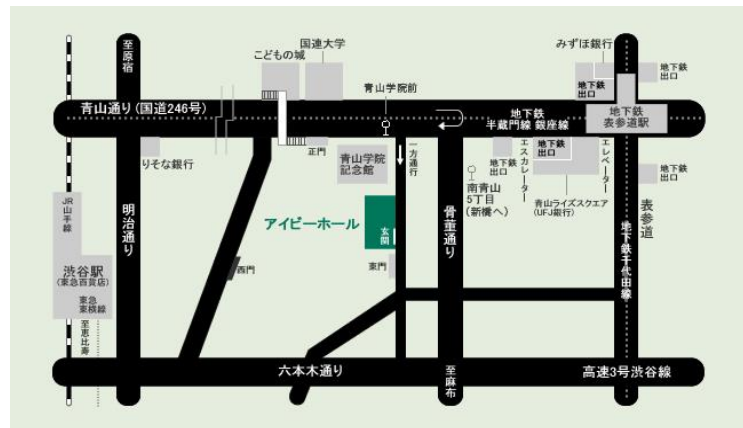 至原宿
国連大学
こどもの城
みずほ銀行
青山学院前
地下鉄
出口
地下鉄
出口
青山通り(国道246号)
地下鉄
半蔵門線 銀座線
地下鉄
表参道駅
正門
りそな銀行
青山学院
記念館
一方通行
地下鉄
出口
エスカレーター
地下鉄
出口
エレベーター
地下鉄
出口
南青山
5丁目
(新橋へ)
青山ライズスクエア
(UFJ銀行)
JR
山手線
明治通り
アイビーホール
玄関
骨董通り
表参道
地下鉄千代田線
渋谷駅
(東急百貨店)
東急
東横線
西門
東門
至恵比寿
六本木通り
至麻布
高速3号渋谷線